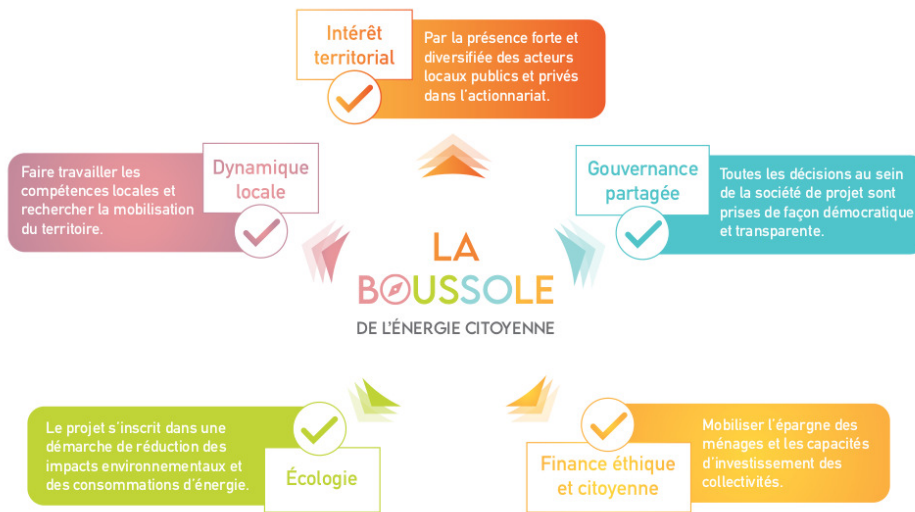 Intérêt
territorial
Par la présence forte et
diversifiée des acteurs
locaux publics et privés
dans l'actionnariat.
Faire travailler les
compétences locales et
rechercher la mobilisation
du territoire.
Dynamique
locale
Gouvernance
partagée
Toutes les décisions au sein
de la société de projet sont
prises de façon démocratique
et transparente.
LA
BOUSSOLE
DE L'ÉNERGIE CITOYENNE
Le projet s'inscrit dans une
démarche de réduction des
impacts environnementaux et
des consommations d'énergie.
Écologie
Finance éthique
et citoyenne
Mobiliser l'épargne des
ménages et les capacités
d'investissement des
collectivités.